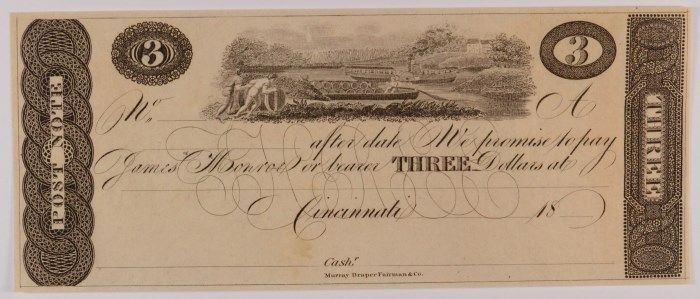 POST NOTE
3
3
No. A
after date We promise to pay
James Monroe or bearer THREE Dollars at
Cincinnati 18
Cashr
Murray Draper Fairman & Co.
THREE